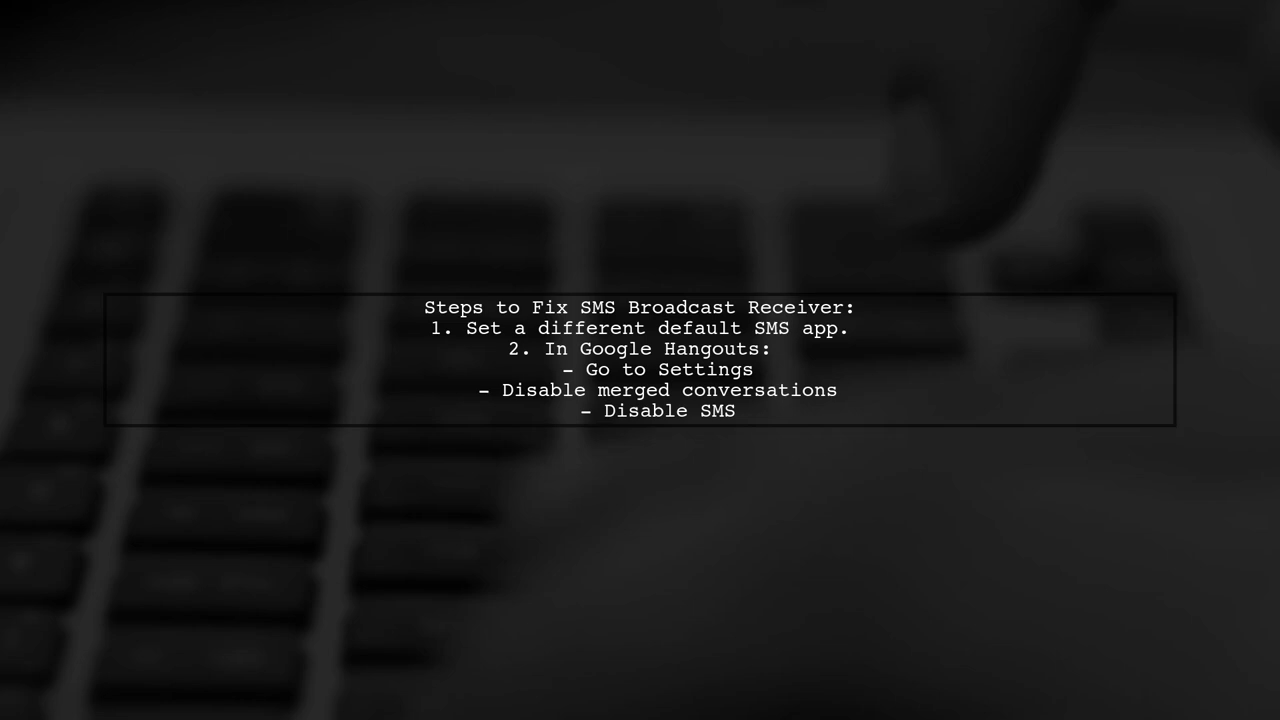 Steps to Fix SMS Broadcast Receiver:
1. Set a different default SMS app.
2. In Google Hangouts:
– Go to Settings
– Disable merged conversations
– Disable SMS